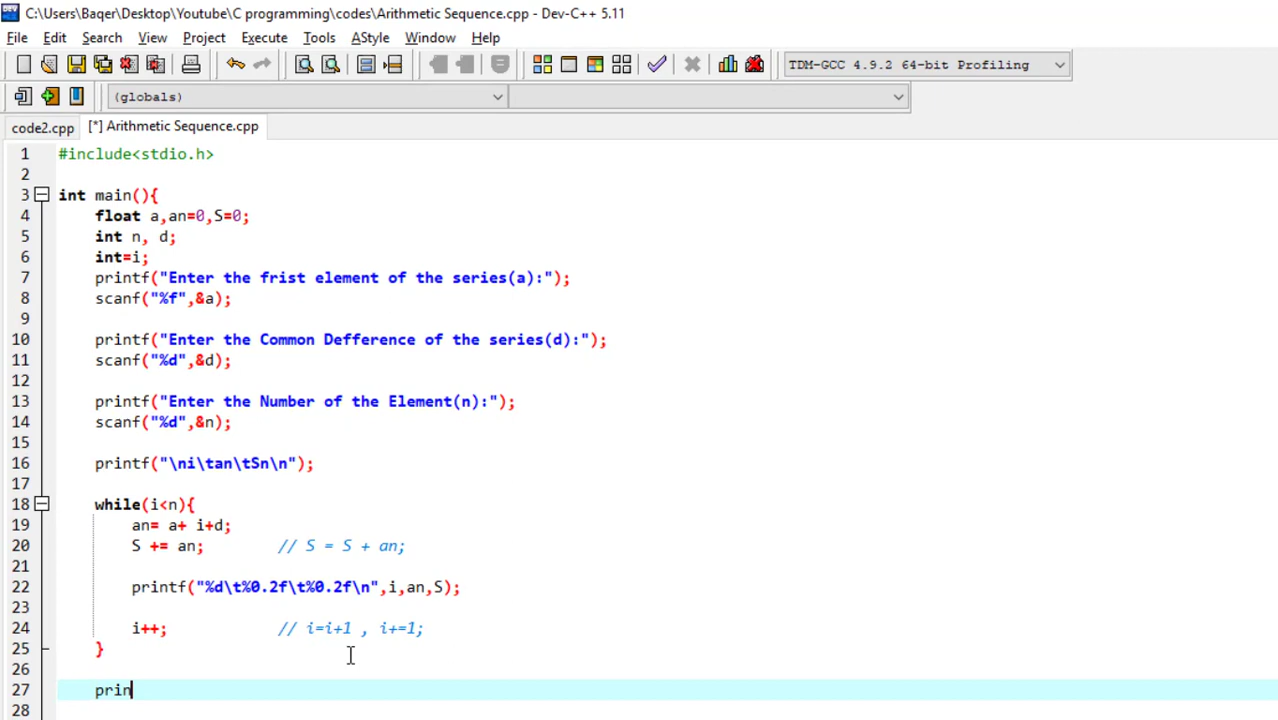 C:\Users\Baqer\Desktop\Youtube\C programming\codes\Arithmetic Sequence.cpp - Dev-C++ 5.11
File Edit Search View Project Execute Tools AStyle Window Help
TDM-GCC 4.9.2 64-bit Profiling
(globals)
code2.cpp [*] Arithmetic Sequence.cpp
1 #include<stdio.h>
2
3 int main(){
4 float a,an=0,S=0;
5 int n, d;
6 int=i;
7 printf("Enter the frist element of the series(a):");
8 scanf("%f",&a);
9
10 printf("Enter the Common Defference of the series(d):");
11 scanf("%d",&d);
12
13 printf("Enter the Number of the Element(n):");
14 scanf("%d",&n);
15
16 printf("\ni\tan\tSn\n");
17
18 while(i<n){
19 an= a+ i+d;
20 S += an; // S = S + an;
21
22 printf("%d\t%0.2f\t%0.2f\n",i,an,S);
23
24 i++; // i=i+1 , i+=1;
25 }
26
27 prin
28